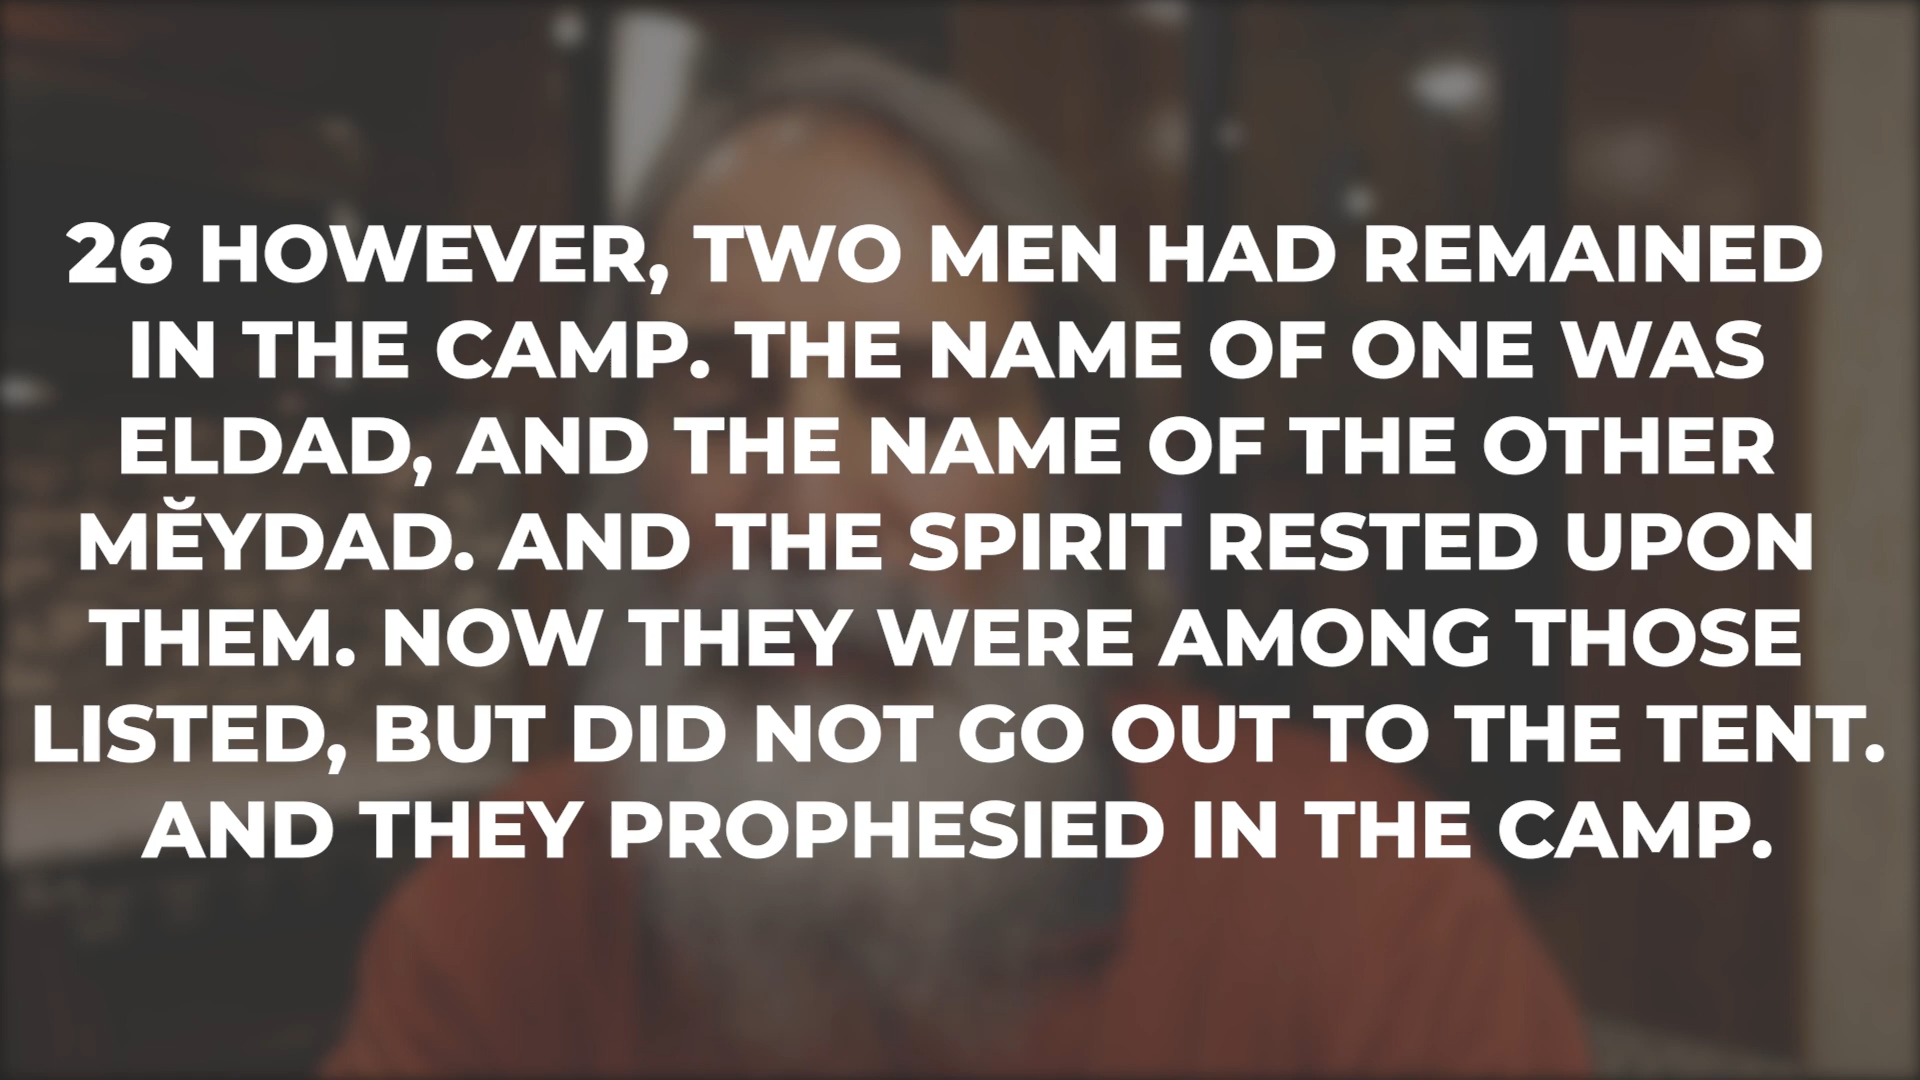 26 HOWEVER, TWO MEN HAD REMAINED
IN THE CAMP. THE NAME OF ONE WAS
ELDAD, AND THE NAME OF THE OTHER
MĔYDAD. AND THE SPIRIT RESTED UPON
THEM. NOW THEY WERE AMONG THOSE
LISTED, BUT DID NOT GO OUT TO THE TENT.
AND THEY PROPHESIED IN THE CAMP.